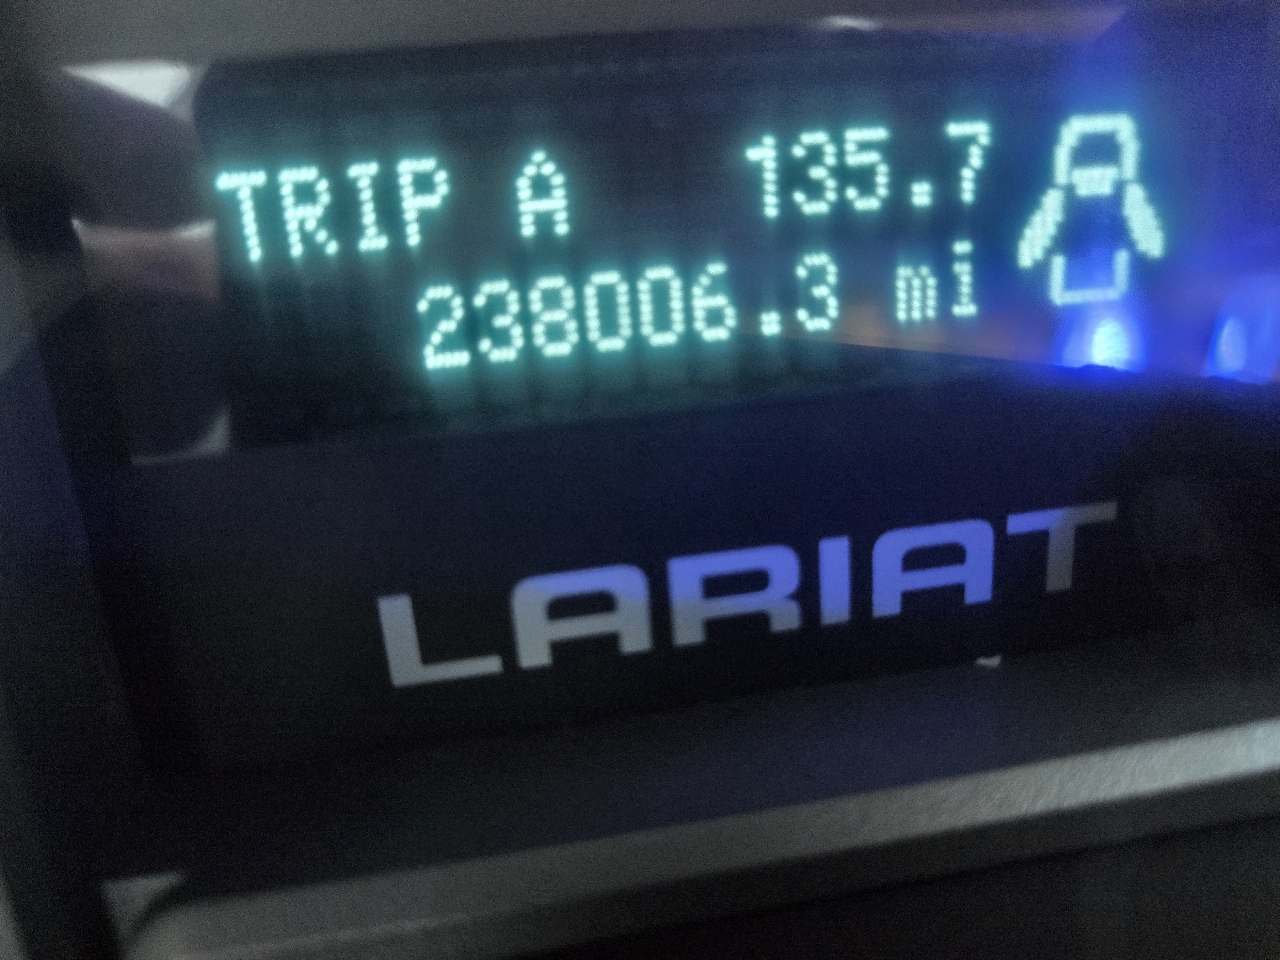 TRIP A 135.7
238006.3 mi
LARIAT